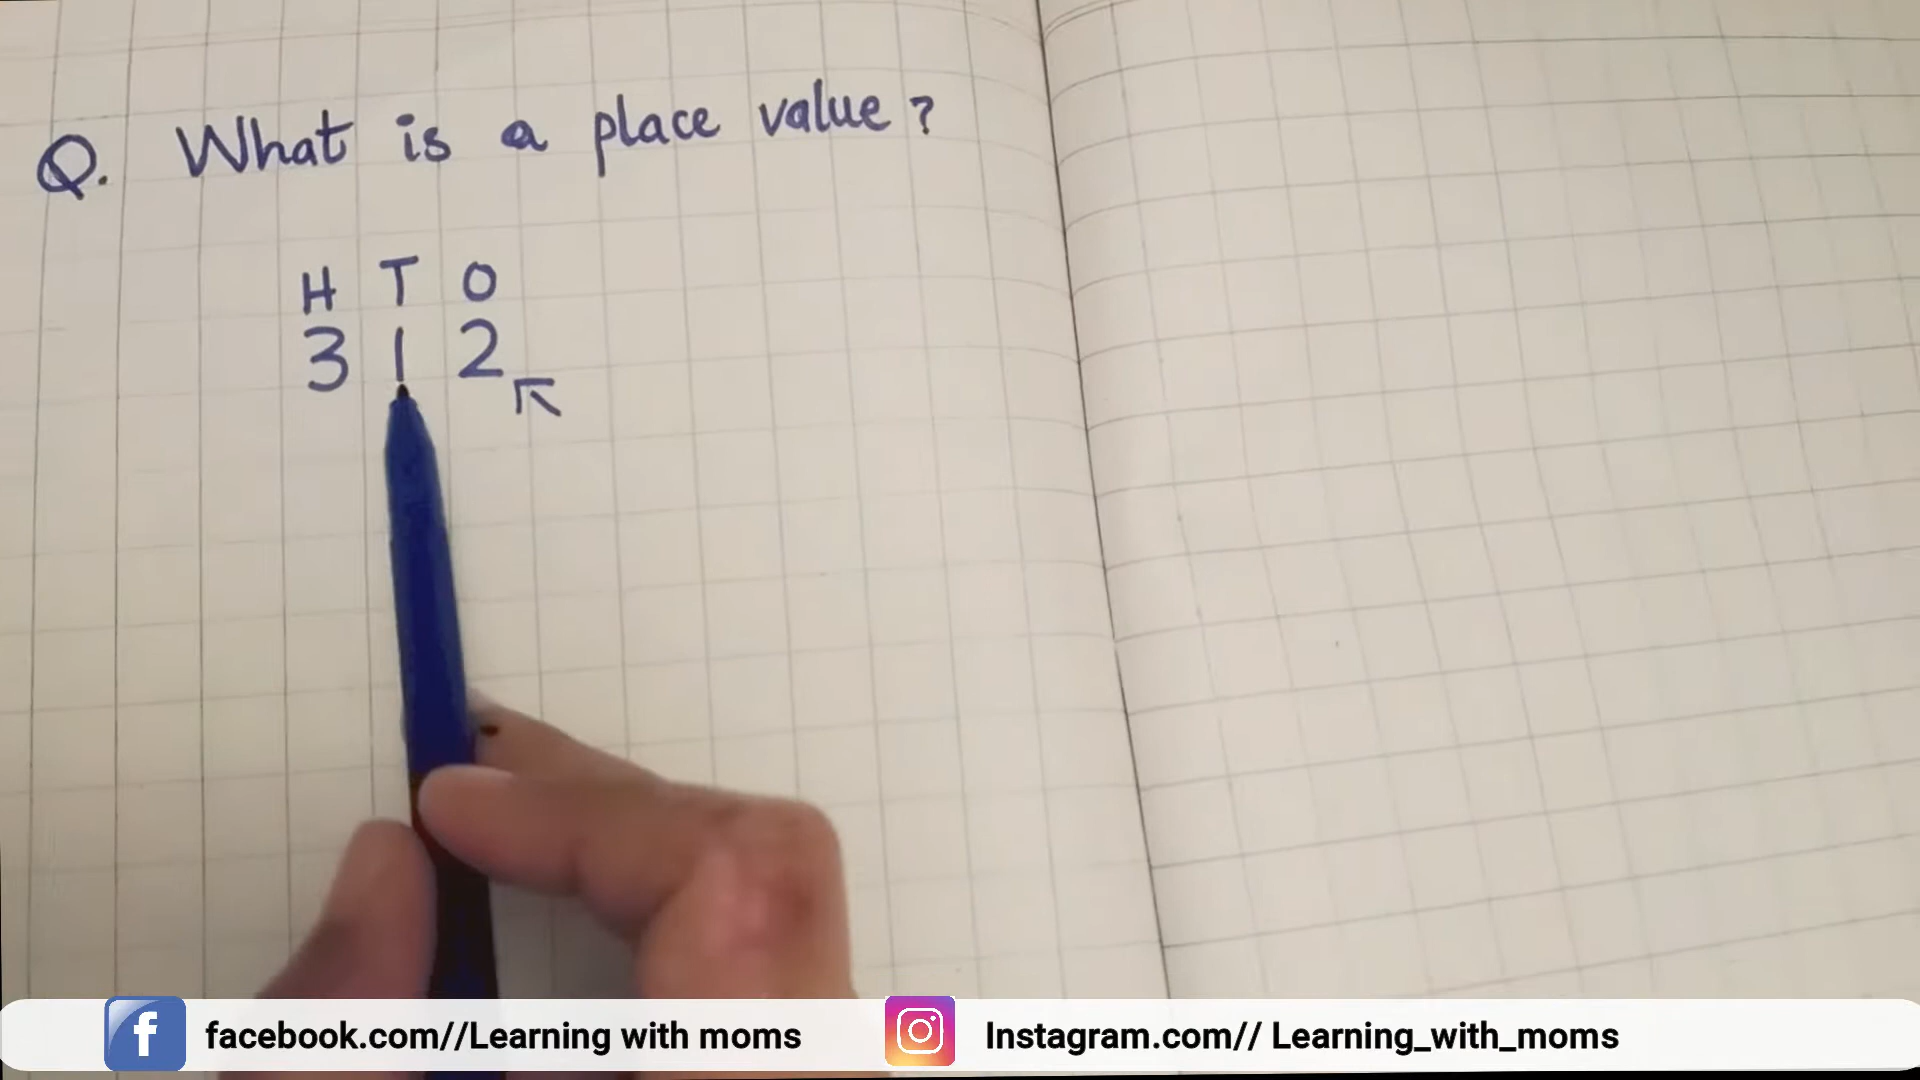 Q. What is a place value?
H T O
3 1 2
facebook.com//Learning with moms
Instagram.com// Learning_with_moms